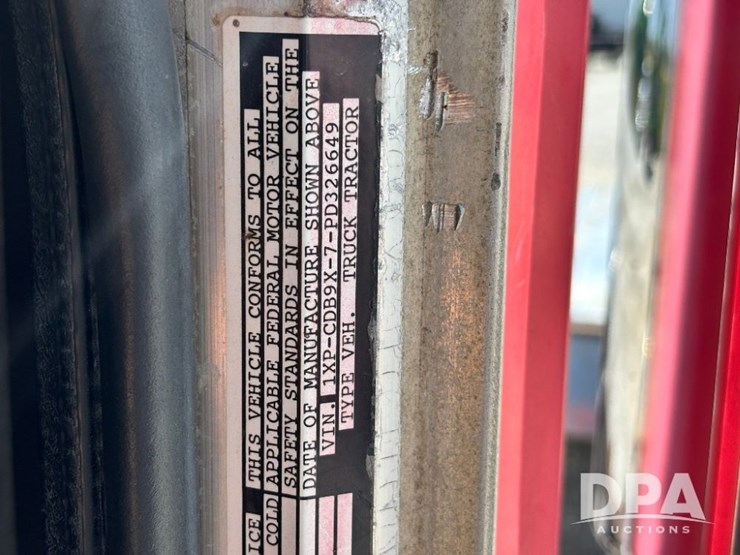 ICE THIS VEHICLE CONFORMS TO ALL
COLD APPLICABLE FEDERAL MOTOR VEHICLE
SAFETY STANDARDS IN EFFECT ON THE
DATE OF MANUFACTURE SHOWN ABOVE
VIN. 1XP-CDB9X-7-PD326649
TYPE VEH. TRUCK TRACTOR
DPA
AUCTIONS